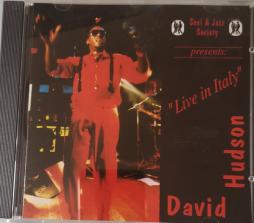 Soul & Jazz
Society
presents:
"Live in Italy"
David
Hudson